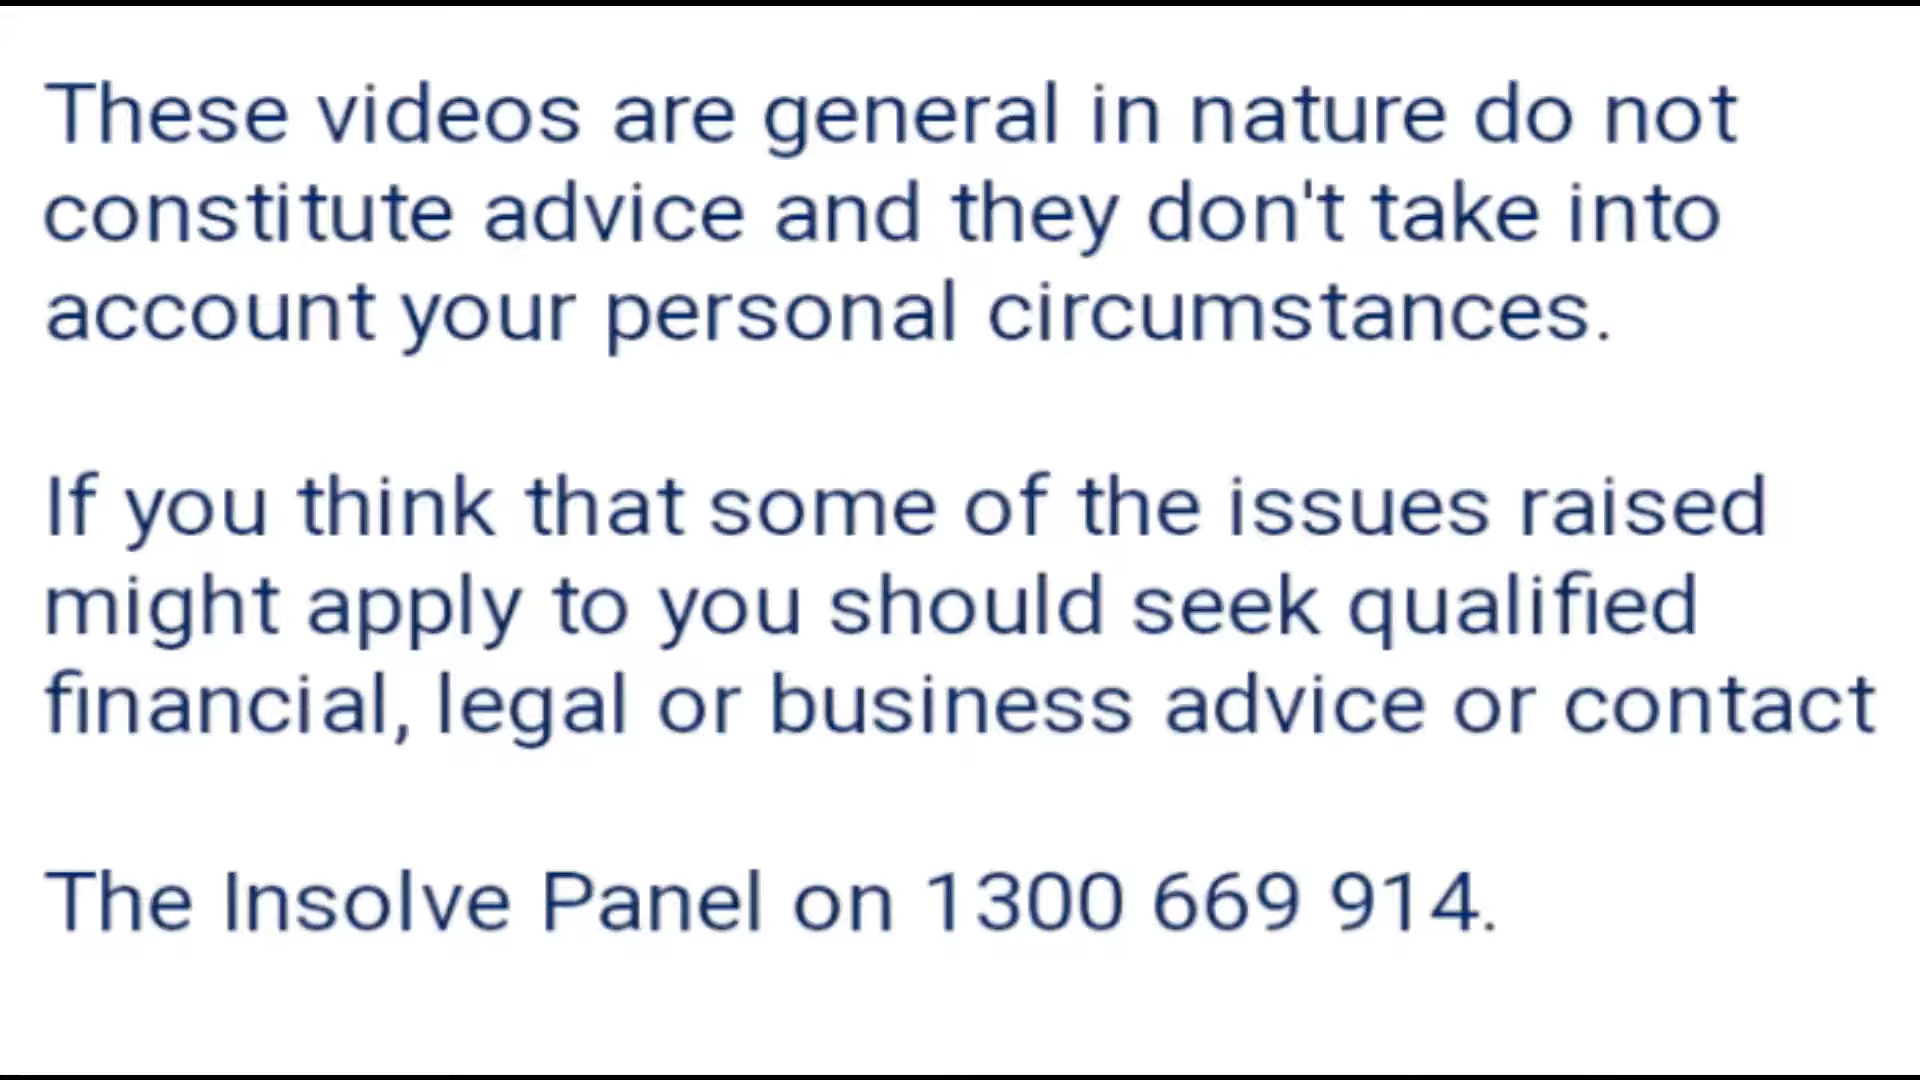 These videos are general in nature do not
constitute advice and they don't take into
account your personal circumstances.
If you think that some of the issues raised
might apply to you should seek qualified
financial, legal or business advice or contact
The Insolve Panel on 1300 669 914.